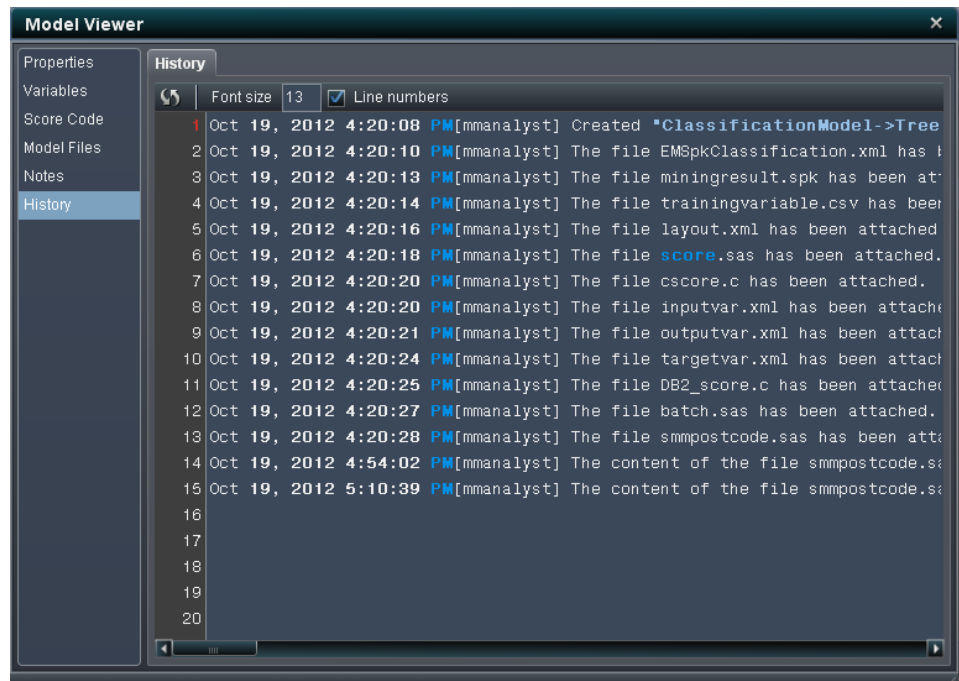 Model Viewer
Properties
Variables
Score Code
Model Files
Notes
History
History
Font size 13 Line numbers
1 Oct 19, 2012 4:20:08 PM[mmanalyst] Created "ClassificationModel->Tree
2 Oct 19, 2012 4:20:10 PM[mmanalyst] The file EMSpkClassification.xml has
3 Oct 19, 2012 4:20:13 PM[mmanalyst] The file miningresult.spk has been
4 Oct 19, 2012 4:20:14 PM[mmanalyst] The file trainingvariable.csv has
5 Oct 19, 2012 4:20:16 PM[mmanalyst] The file layout.xml has been attached
6 Oct 19, 2012 4:20:18 PM[mmanalyst] The file score.sas has been attached.
7 Oct 19, 2012 4:20:20 PM[mmanalyst] The file cscore.c has been attached.
8 Oct 19, 2012 4:20:20 PM[mmanalyst] The file inputvar.xml has been
9 Oct 19, 2012 4:20:21 PM[mmanalyst] The file outputvar.xml has been
10 Oct 19, 2012 4:20:24 PM[mmanalyst] The file targetvar.xml has been
11 Oct 19, 2012 4:20:25 PM[mmanalyst] The file DB2_score.c has been
12 Oct 19, 2012 4:20:27 PM[mmanalyst] The file batch.sas has been attached.
13 Oct 19, 2012 4:20:28 PM[mmanalyst] The file smmpostcode.sas has been
14 Oct 19, 2012 4:54:02 PM[mmanalyst] The content of the file
15 Oct 19, 2012 5:10:39 PM[mmanalyst] The content of the file
16
17
18
19
20